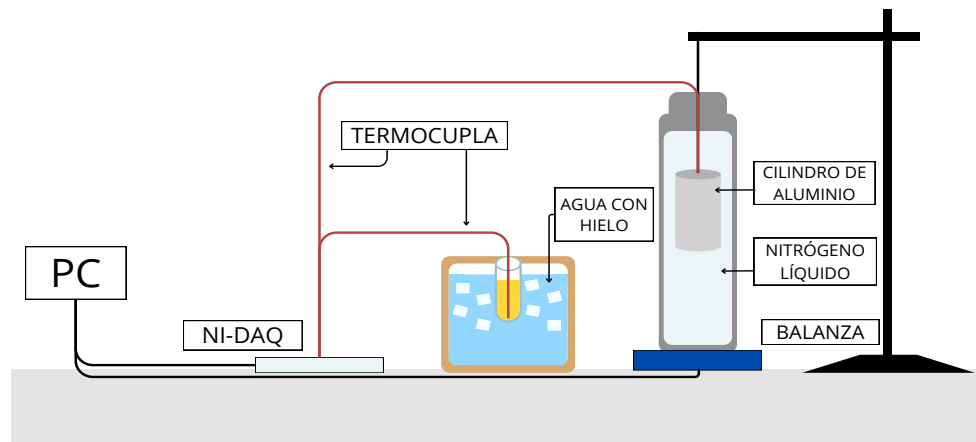 TERMOCUPLA
CILINDRO DE
ALUMINIO
AGUA CON
HIELO
NITRÓGENO
LÍQUIDO
PC
NI-DAQ
BALANZA